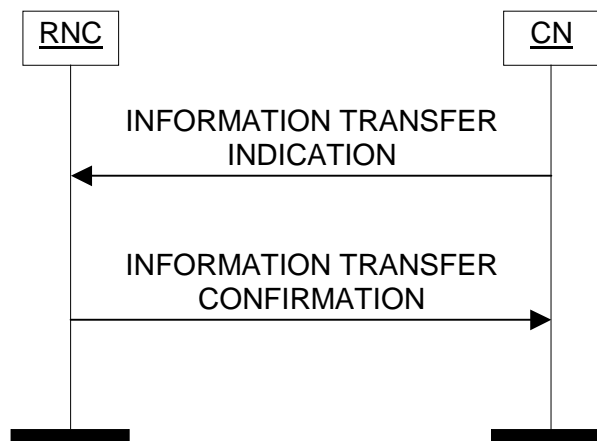 RNC
CN
INFORMATION TRANSFER
INDICATION
INFORMATION TRANSFER
CONFIRMATION